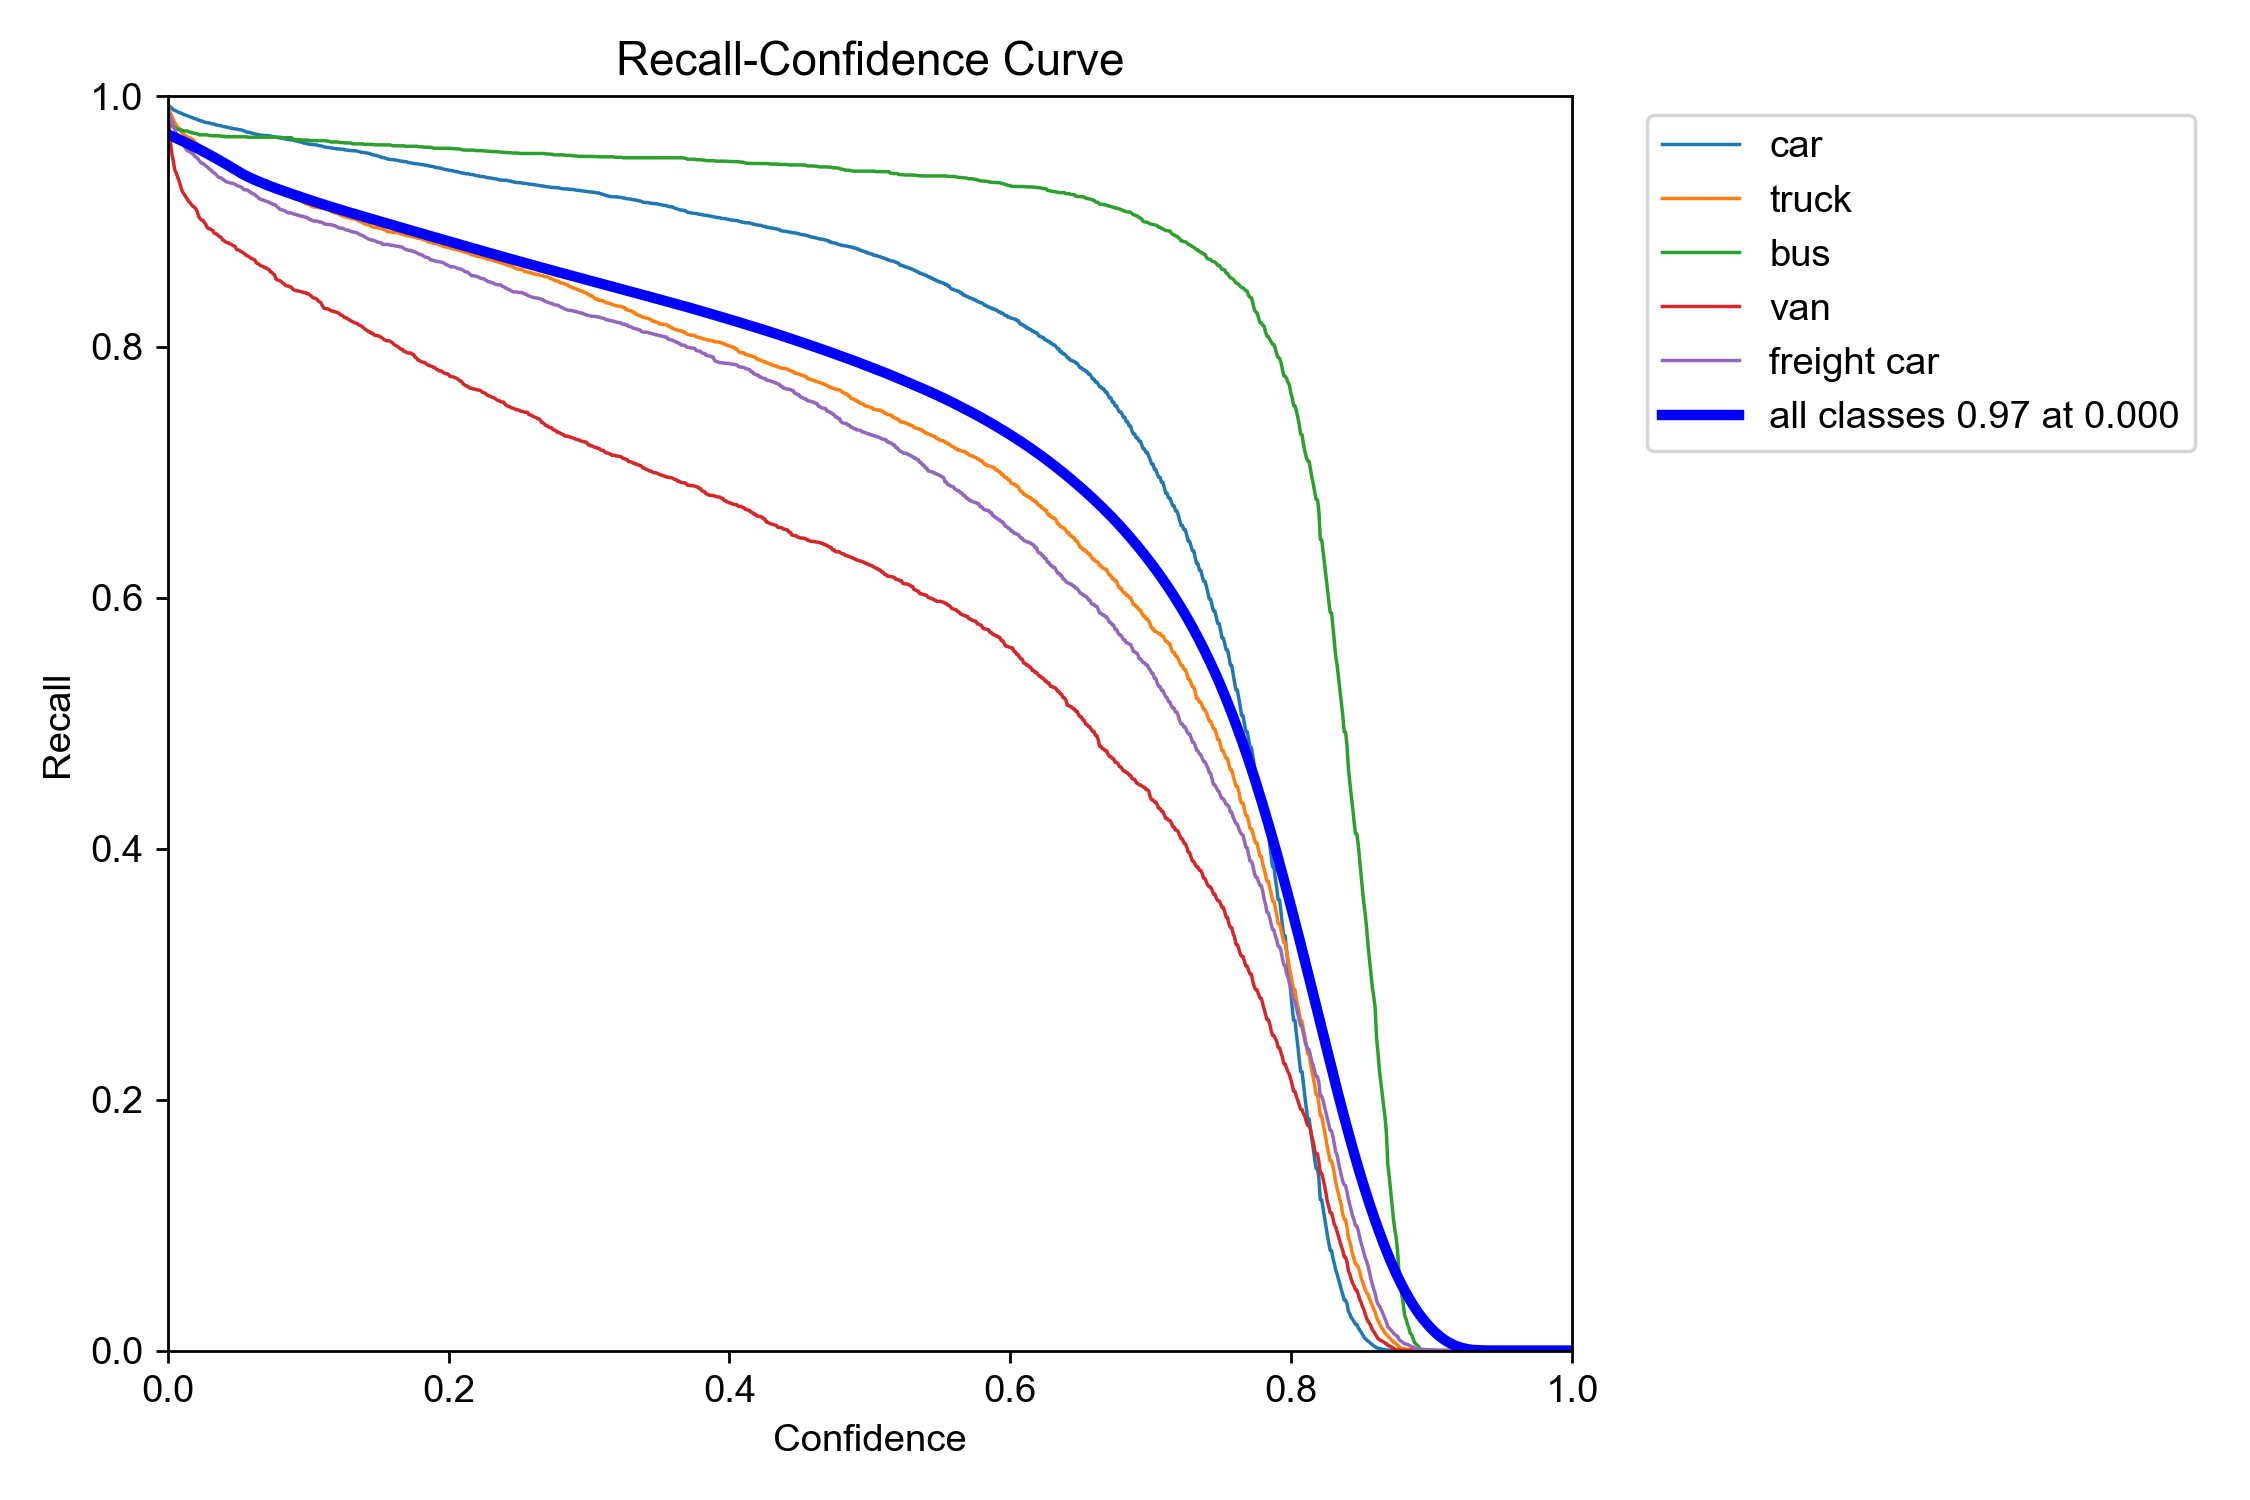 Recall-Confidence Curve
1.0
0.8
0.6
0.4
0.2
0.0
Recall
0.0 0.2 0.4 0.6 0.8 1.0
Confidence
car
truck
bus
van
freight car
all classes 0.97 at 0.000